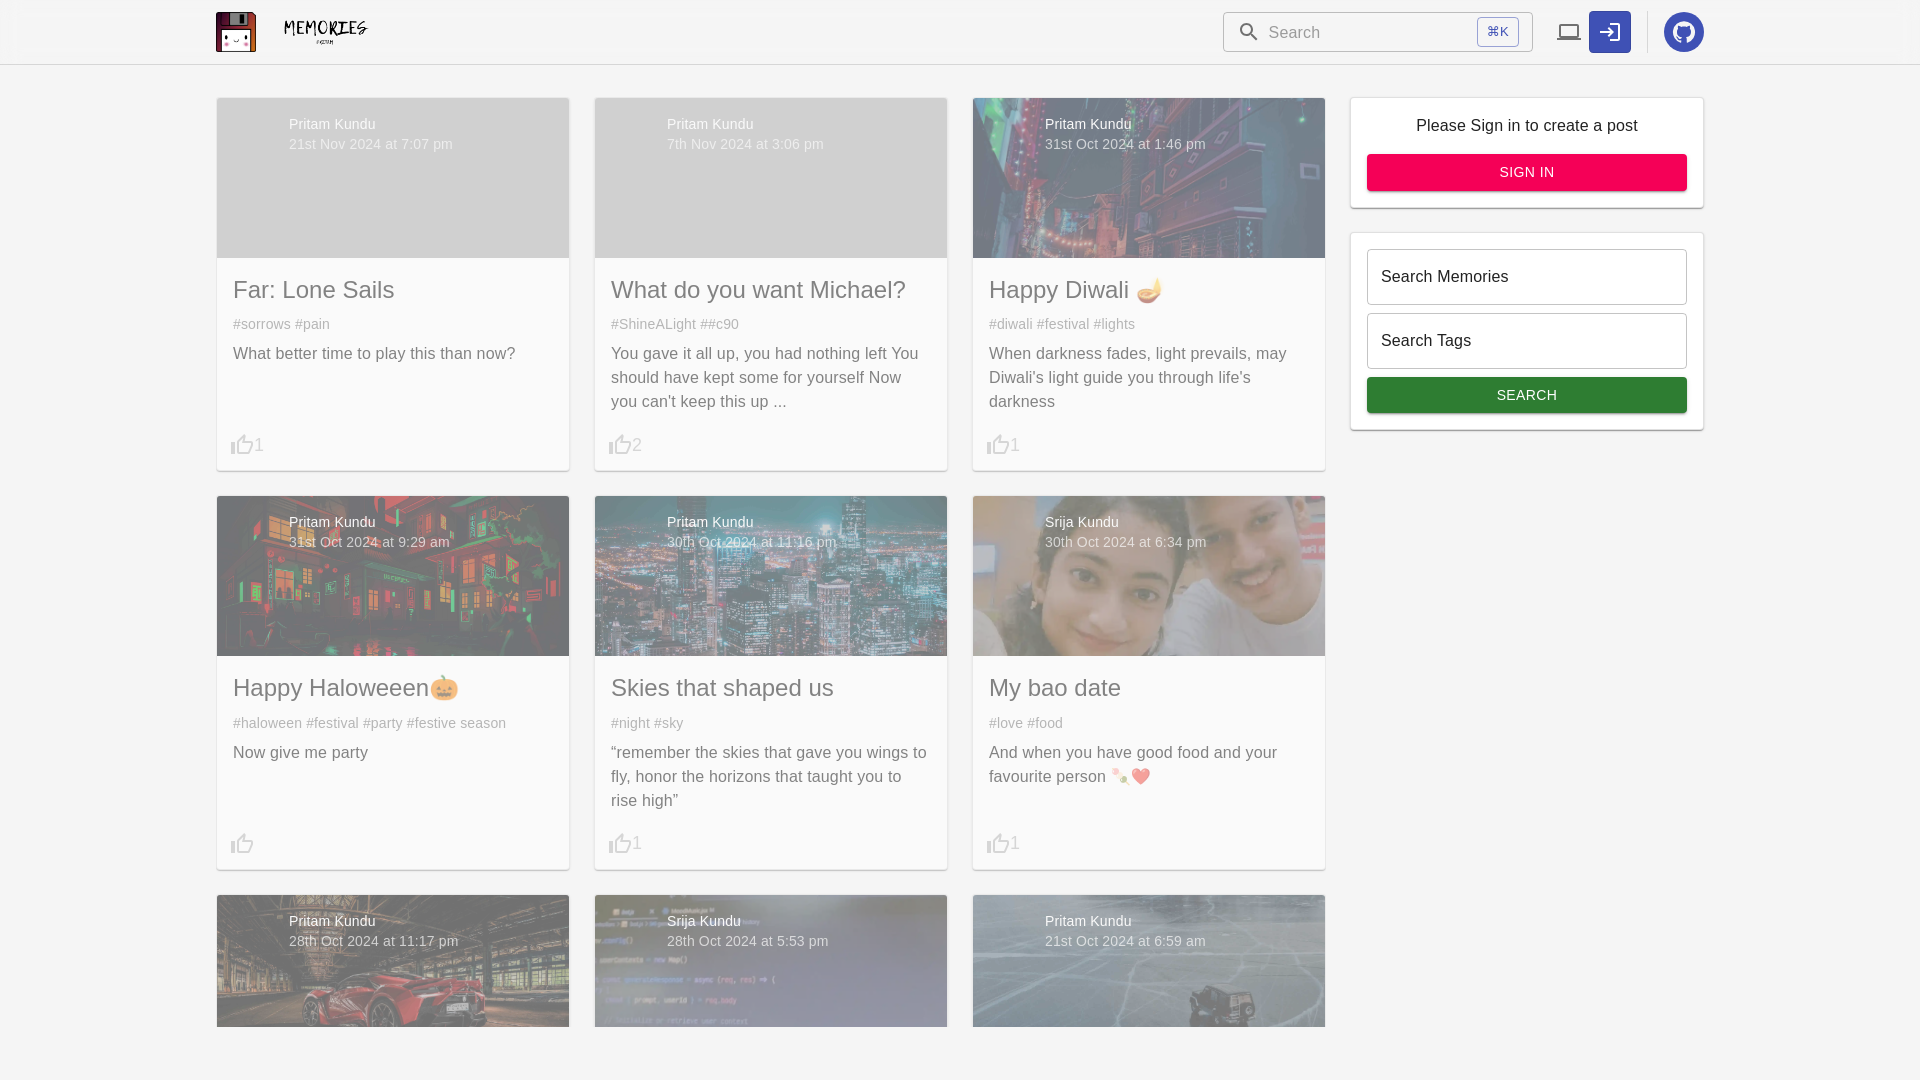 MEMORIES
Search
⌘K
Pritam Kundu
21st Nov 2024 at 7:07 pm
Far: Lone Sails
#sorrows #pain
What better time to play this than now?
1
Pritam Kundu
7th Nov 2024 at 3:06 pm
What do you want Michael?
#ShineALight ##c90
You gave it all up, you had nothing left You
should have kept some for yourself Now
you can't keep this up ...
2
Pritam Kundu
31st Oct 2024 at 1:46 pm
Happy Diwali 🪔
#diwali #festival #lights
When darkness fades, light prevails, may
Diwali's light guide you through life's
darkness
1
Please Sign in to create a post
SIGN IN
Search Memories
Search Tags
SEARCH
Pritam Kundu
31st Oct 2024 at 9:29 am
Happy Haloweeen🎃
#haloween #festival #party #festive season
Now give me party
Pritam Kundu
30th Oct 2024 at 11:16 pm
Skies that shaped us
#night #sky
“remember the skies that gave you wings to
fly, honor the horizons that taught you to
rise high”
1
Srija Kundu
30th Oct 2024 at 6:34 pm
My bao date
#love #food
And when you have good food and your
favourite person 🍡❤️
1
Pritam Kundu
28th Oct 2024 at 11:17 pm
Srija Kundu
28th Oct 2024 at 5:53 pm
Pritam Kundu
21st Oct 2024 at 6:59 am